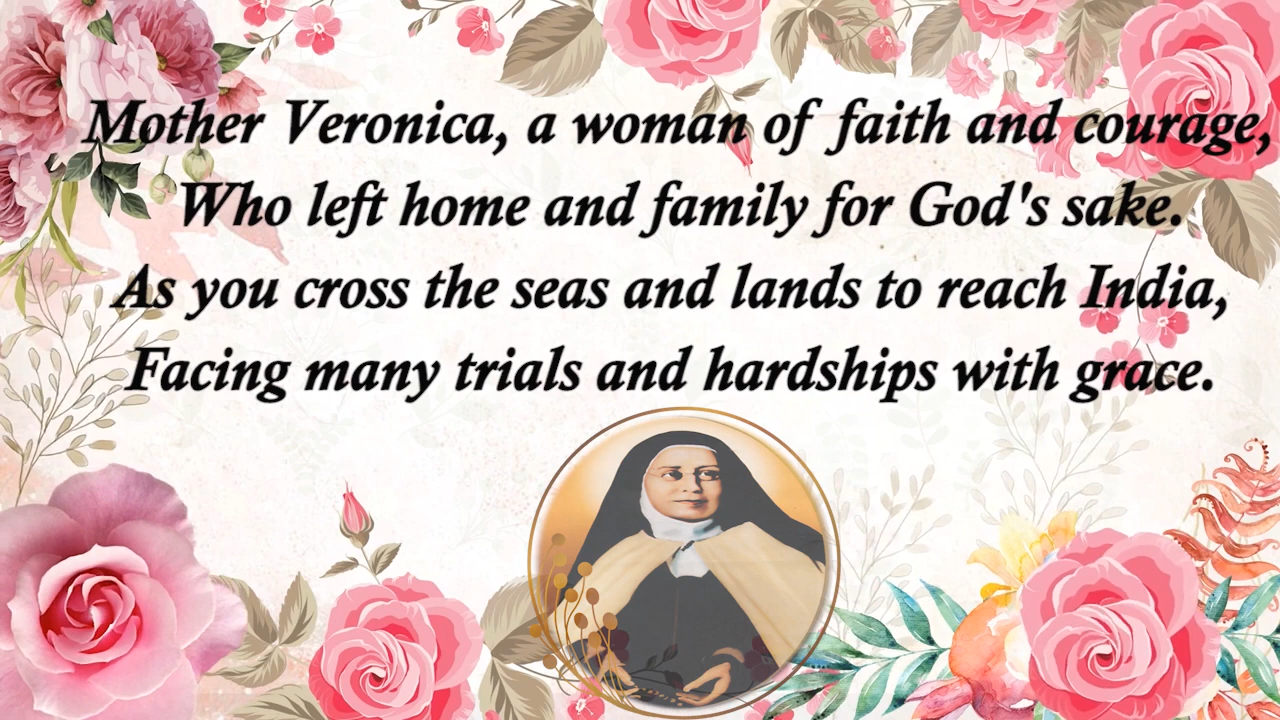 Mother Veronica, a woman of faith and courage,
Who left home and family for God's sake.
As you cross the seas and lands to reach India,
Facing many trials and hardships with grace.